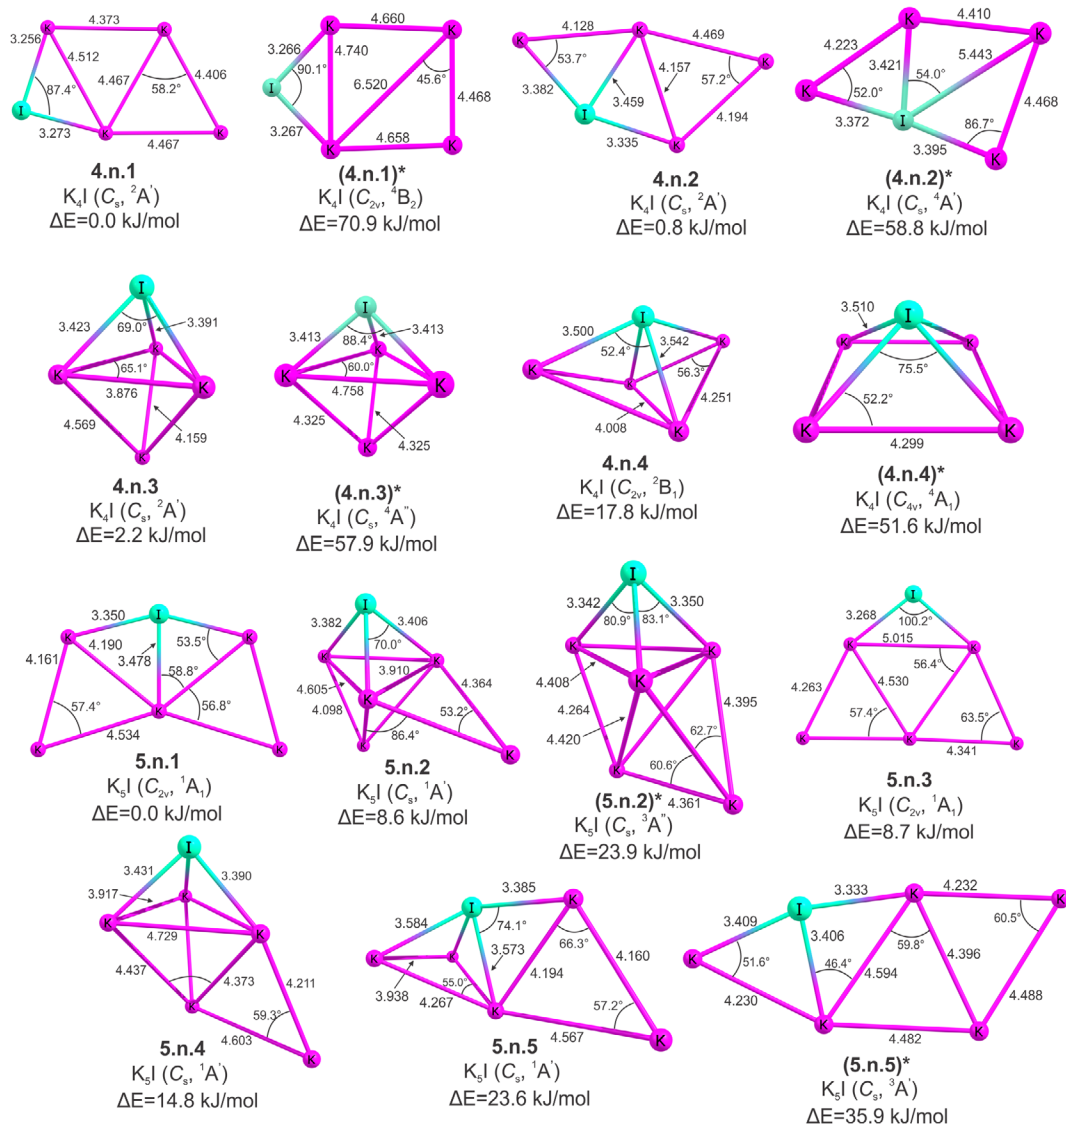 4.373
3.256
4.512
4.467
58.2°
4.406
87.4°
3.273
4.467
K
K
I
K
K
4.n.1
K₄I (Cₛ, ²A')
ΔE=0.0 kJ/mol
4.660
3.266
4.740
90.1°
6.520
45.6°
4.468
3.267
4.658
K
K
I
K
K
(4.n.1)*
K₄I (C₂ᵥ, ⁴B₂)
ΔE=70.9 kJ/mol
4.128
4.469
53.7°
4.157
57.2°
3.382
3.459
4.194
3.335
K
K
K
I
K
4.n.2
K₄I (Cₛ, ²A')
ΔE=0.8 kJ/mol
4.410
4.223
5.443
3.421
54.0°
52.0°
4.468
3.372
86.7°
3.395
K
K
K
I
K
(4.n.2)*
K₄I (Cₛ, ⁴A')
ΔE=58.8 kJ/mol
I
3.423
69.0°
3.391
K
65.1°
K
3.876
K
4.569
4.159
K
4.n.3
K₄I (Cₛ, ²A')
ΔE=2.2 kJ/mol
I
3.413
88.4°
3.413
K
60.0°
K
4.758
K
4.325
4.325
K
(4.n.3)*
K₄I (Cₛ, ⁴A")
ΔE=57.9 kJ/mol
I
3.500
3.542
52.4°
K
K
56.3°
K
4.251
4.008
K
4.n.4
K₄I (C₂ᵥ, ²B₁)
ΔE=17.8 kJ/mol
3.510
I
K
K
75.5°
52.2°
K
K
4.299
(4.n.4)*
K₄I (C₄ᵥ, ⁴A₁)
ΔE=51.6 kJ/mol
I
3.350
K
K
4.190
53.5°
4.161
3.478
58.8°
57.4°
K
56.8°
4.534
K
K
5.n.1
K₅I (C₂ᵥ, ¹A₁)
ΔE=0.0 kJ/mol
I
3.382
3.406
70.0°
K
K
3.910
4.605
4.364
K
4.098
53.2°
86.4°
K
K
5.n.2
K₅I (Cₛ, ¹A')
ΔE=8.6 kJ/mol
I
3.342
3.350
80.9°
83.1°
K
K
4.408
K
4.264
4.395
4.420
62.7°
60.6°
K
4.361
K
(5.n.2)*
K₅I (Cₛ, ³A")
ΔE=23.9 kJ/mol
I
3.268
100.2°
5.015
K
K
56.4°
4.263
4.530
57.4°
63.5°
K
K
K
4.341
5.n.3
K₅I (C₂ᵥ, ¹A₁)
ΔE=8.7 kJ/mol
I
3.431
3.390
3.917
K
K
K
4.729
4.437
4.373
4.211
K
59.3°
4.603
K
5.n.4
K₅I (Cₛ, ¹A')
ΔE=14.8 kJ/mol
3.385
I
K
3.584
74.1°
66.3°
K
K
3.573
4.160
3.938
55.0°
4.194
4.267
57.2°
K
4.567
K
5.n.5
K₅I (Cₛ, ¹A')
ΔE=23.6 kJ/mol
3.333
4.232
I
K
K
3.409
60.5°
3.406
59.8°
K
51.6°
46.4°
4.594
4.396
4.230
4.488
K
K
4.482
(5.n.5)*
K₅I (Cₛ, ³A')
ΔE=35.9 kJ/mol